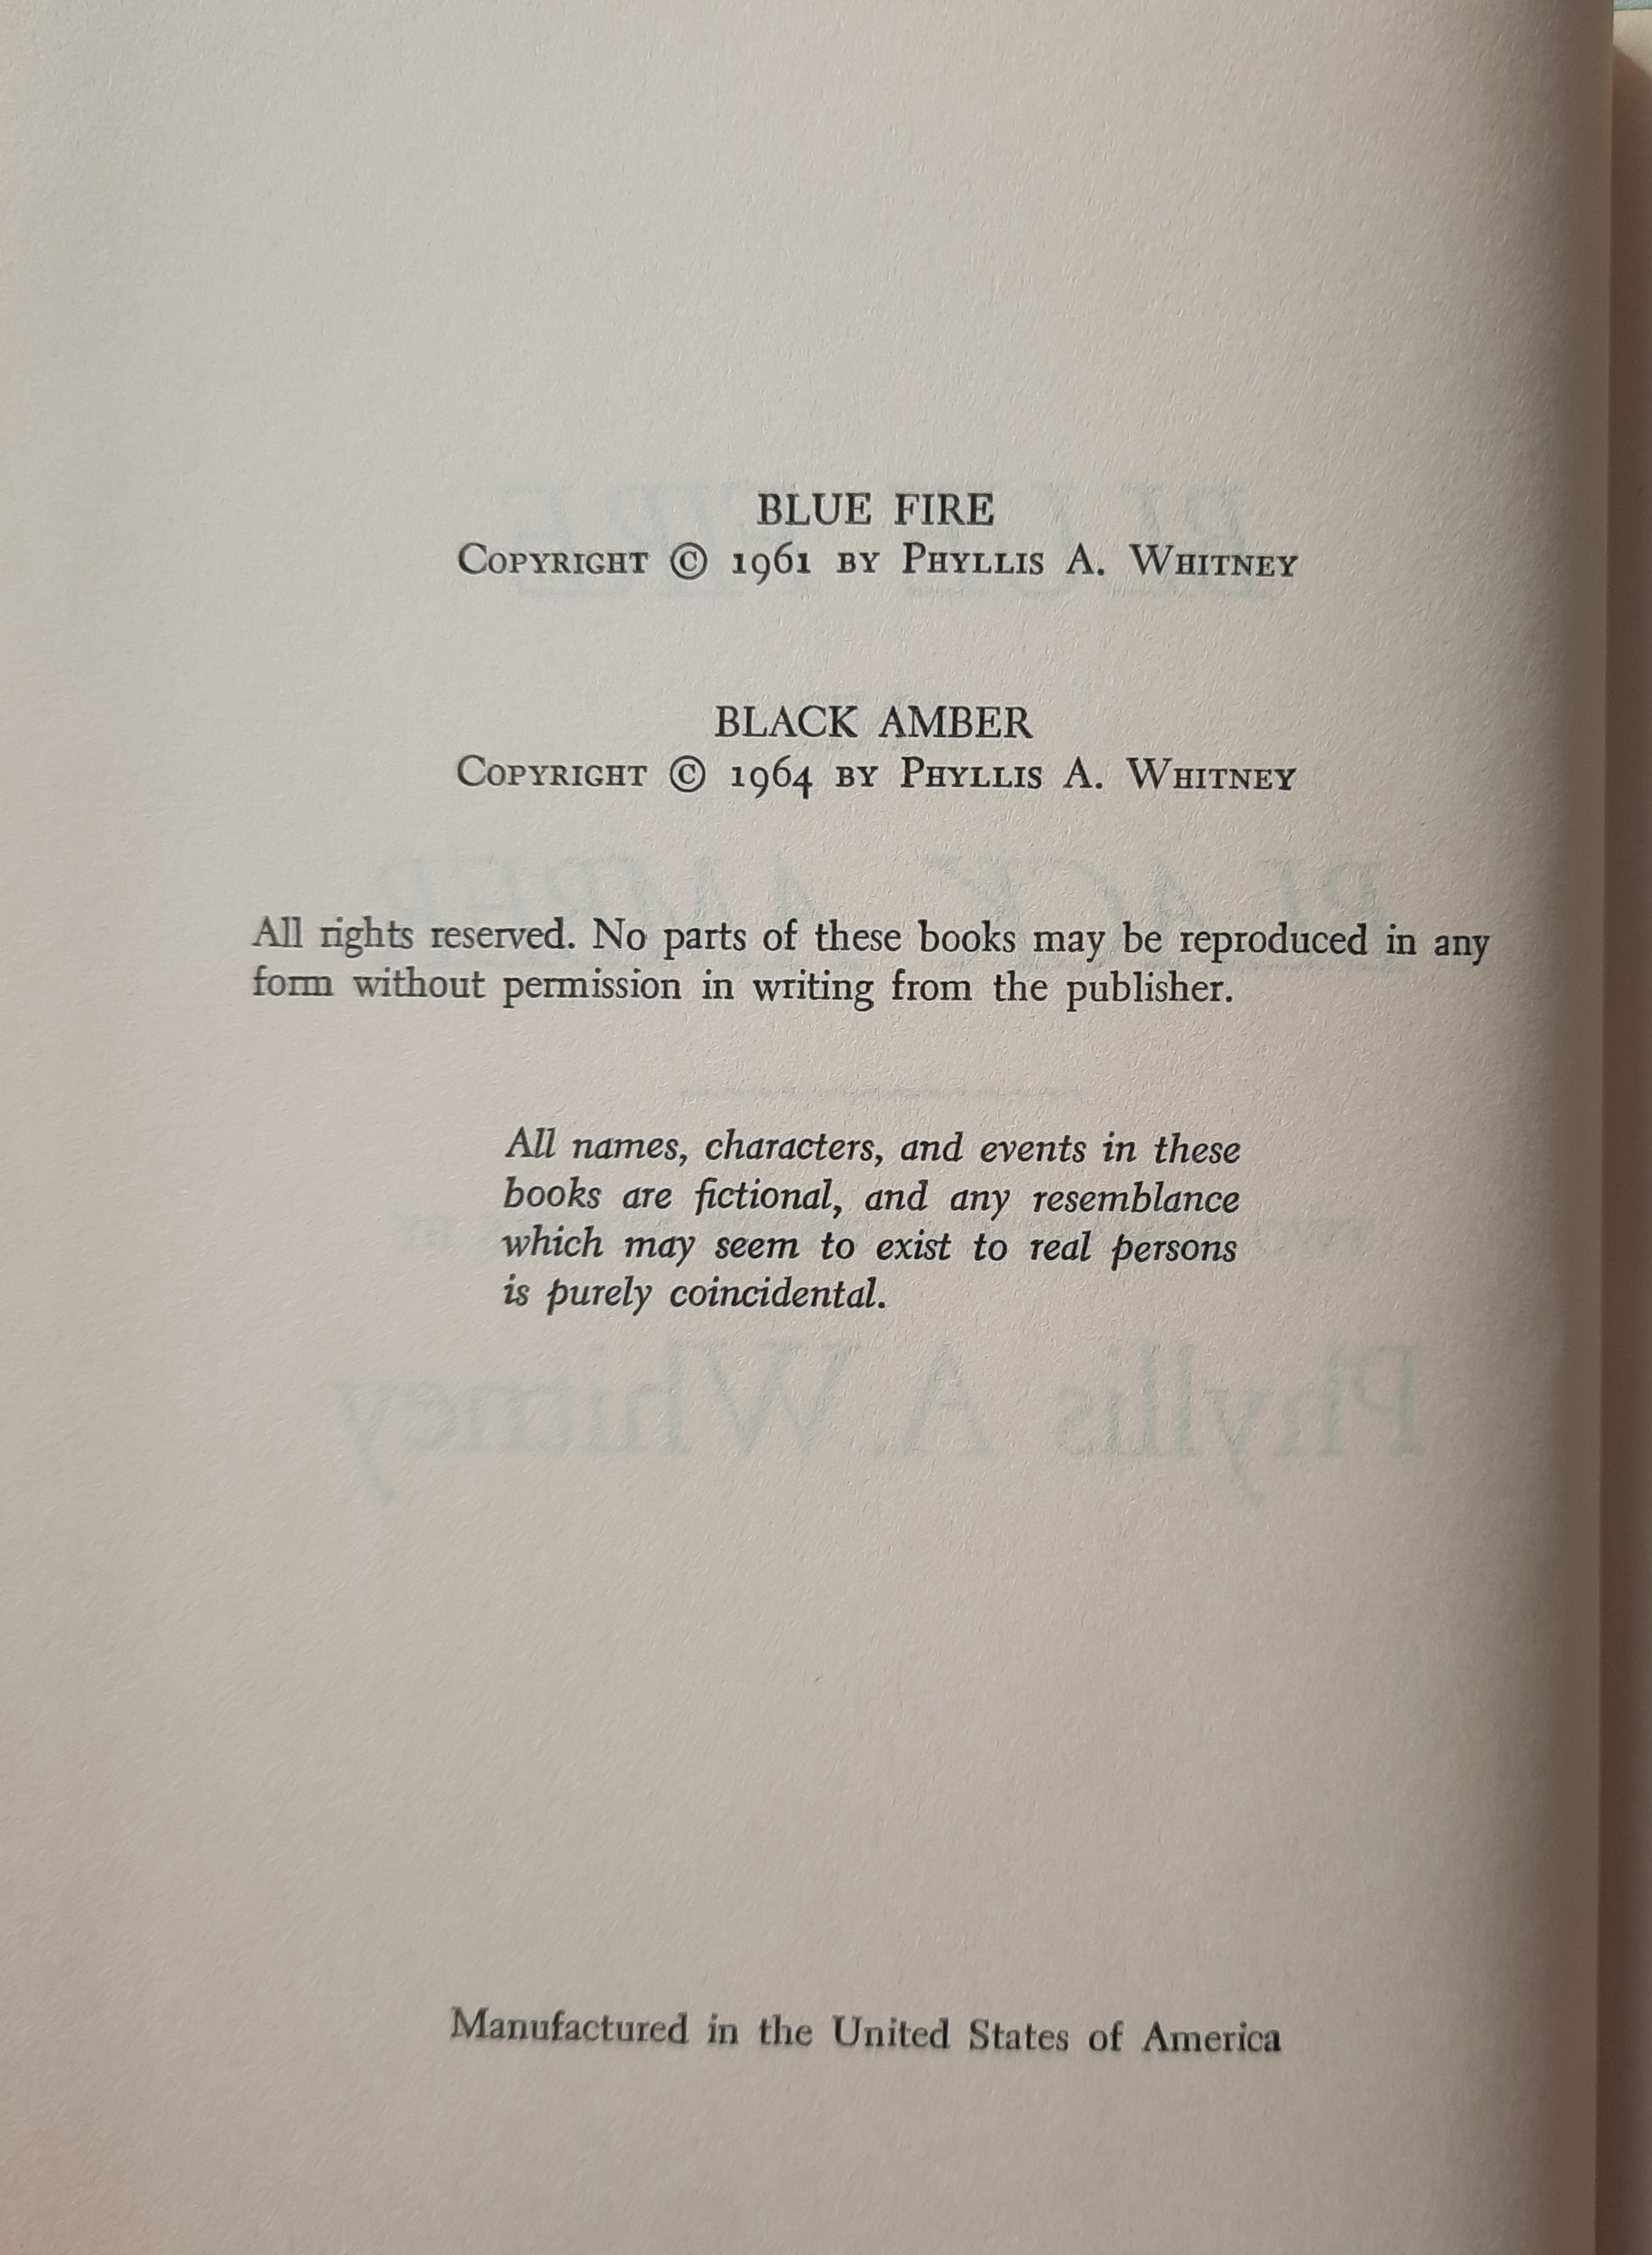 BLUE FIRE
Copyright © 1961 by Phyllis A. Whitney
BLACK AMBER
Copyright © 1964 by Phyllis A. Whitney
All rights reserved. No parts of these books may be reproduced in any
form without permission in writing from the publisher.
All names, characters, and events in these
books are fictional, and any resemblance
which may seem to exist to real persons
is purely coincidental.
Manufactured in the United States of America